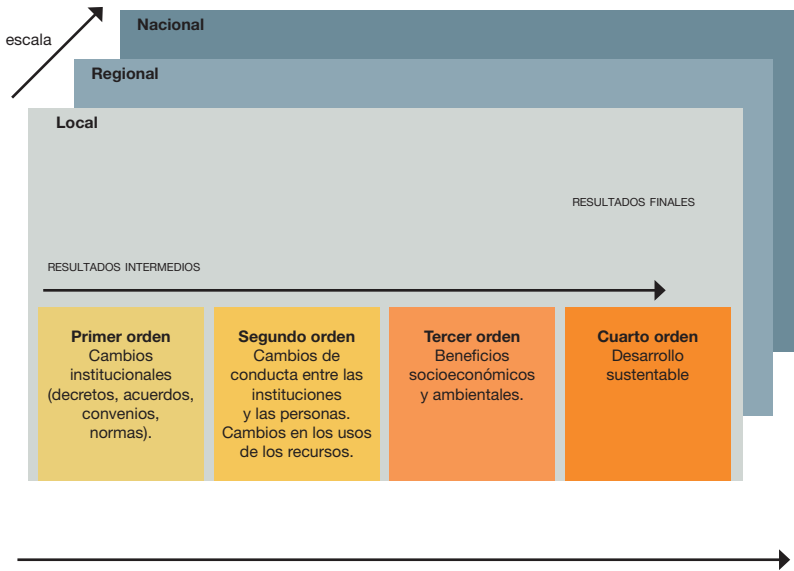 escala
Nacional
Regional
Local
RESULTADOS FINALES
RESULTADOS INTERMEDIOS
Primer orden
Cambios
institucionales
(decretos, acuerdos,
convenios,
normas).
Segundo orden
Cambios de
conducta entre las
instituciones
y las personas.
Cambios en los usos
de los recursos.
Tercer orden
Beneficios
socioeconómicos
y ambientales.
Cuarto orden
Desarrollo
sustentable